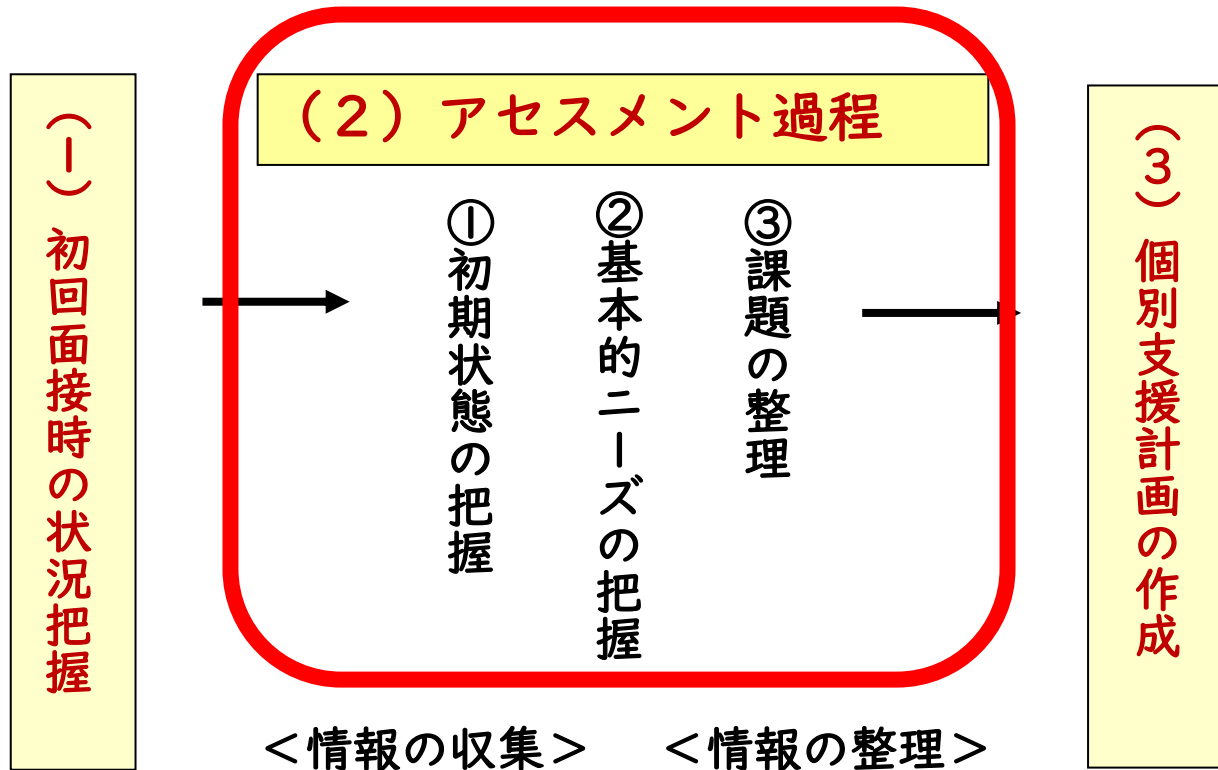 （1）初回面接時の状況把握
（2）アセスメント過程
①初期状態の把握
②基本的ニーズの把握
③課題の整理
（3）個別支援計画の作成
＜情報の収集＞
＜情報の整理＞